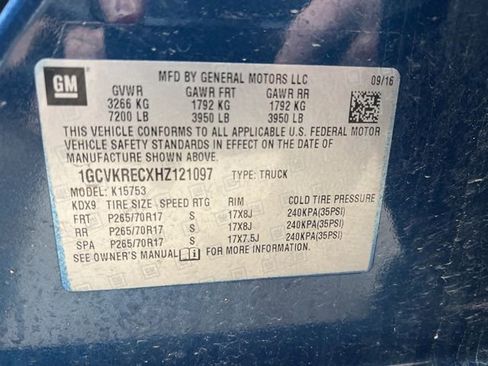 GM
MFD BY GENERAL MOTORS LLC 09/16
GVWR GAWR FRT GAWR RR
3266 KG 1792 KG 1792 KG
7200 LB 3950 LB 3950 LB
THIS VEHICLE CONFORMS TO ALL APPLICABLE U.S. FEDERAL MOTOR
VEHICLE SAFETY STANDARDS IN EFFECT ON THE DATE OF
MANUFACTURE SHOWN ABOVE.
1GCVKRECXHZ121097 TYPE: TRUCK
MODEL: K15753
KDX9 TIRE SIZE SPEED RTG RIM COLD TIRE PRESSURE
FRT P265/70R17 S 17X8J 240KPA(35PSI)
RR P265/70R17 S 17X8J 240KPA(35PSI)
SPA P265/70R17 S 17X7.5J 240KPA(35PSI)
SEE OWNER'S MANUAL i FOR MORE INFORMATION.